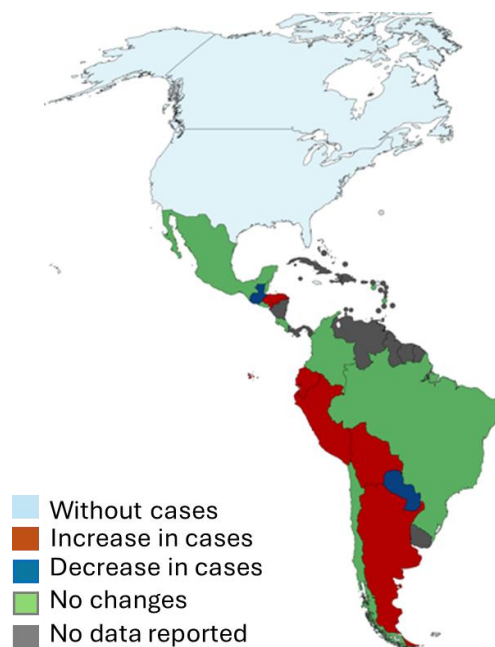 Without cases
Increase in cases
Decrease in cases
No changes
No data reported